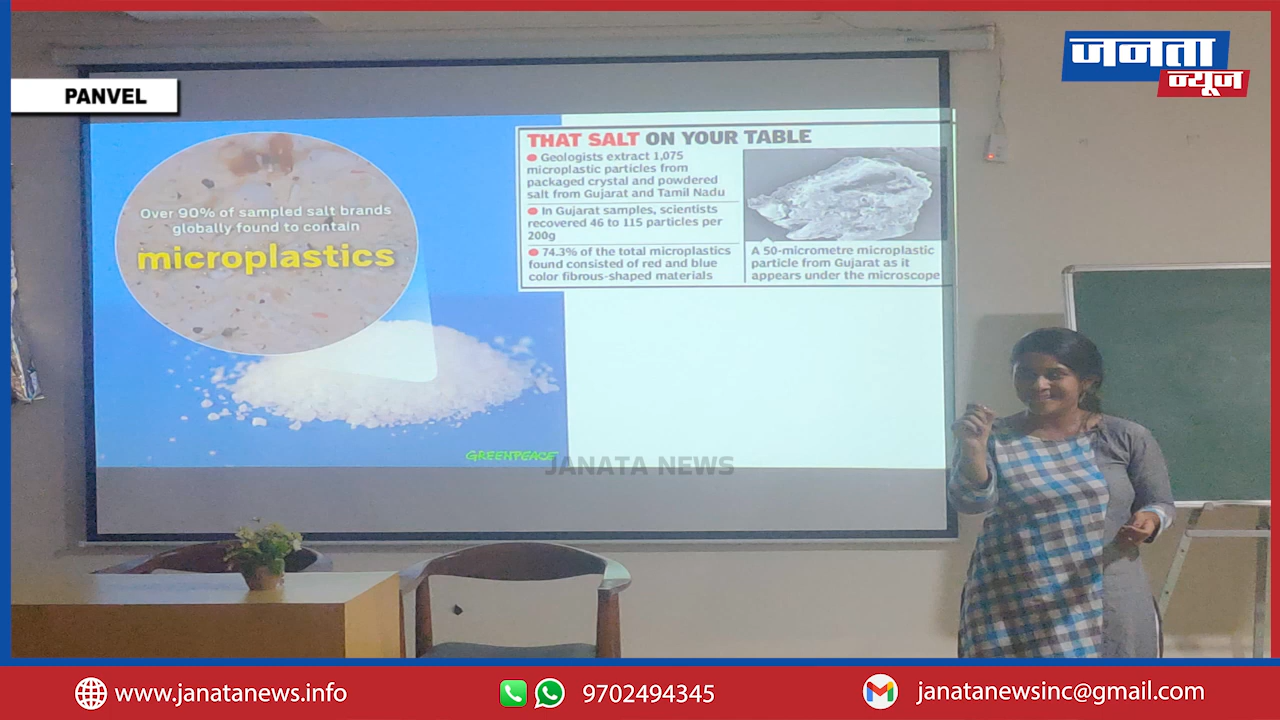 PANVEL
जनता
न्यूज
Over 90% of sampled salt brands
globally found to contain
microplastics
GREENPEACE
THAT SALT ON YOUR TABLE
Geologists extract 1,075
microplastic particles from
packaged crystal and powdered
salt from Gujarat and Tamil Nadu
In Gujarat samples, scientists
recovered 46 to 115 particles per
200g
74.3% of the total microplastics
found consisted of red and blue
color fibrous-shaped materials
A 50-micrometre microplastic
particle from Gujarat as it
appears under the microscope
JANATA NEWS
www.janatanews.info
9702494345
janatanewsinc@gmail.com